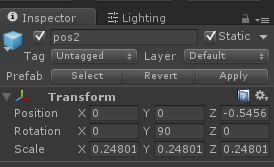 Inspector Lighting
pos2 Static
Tag Untagged Layer Default
Prefab Select Revert Apply
Transform
Position X 0 Y 0 Z -0.5456
Rotation X 0 Y 90 Z 0
Scale X 0.24801 Y 0.24801 Z 0.24801